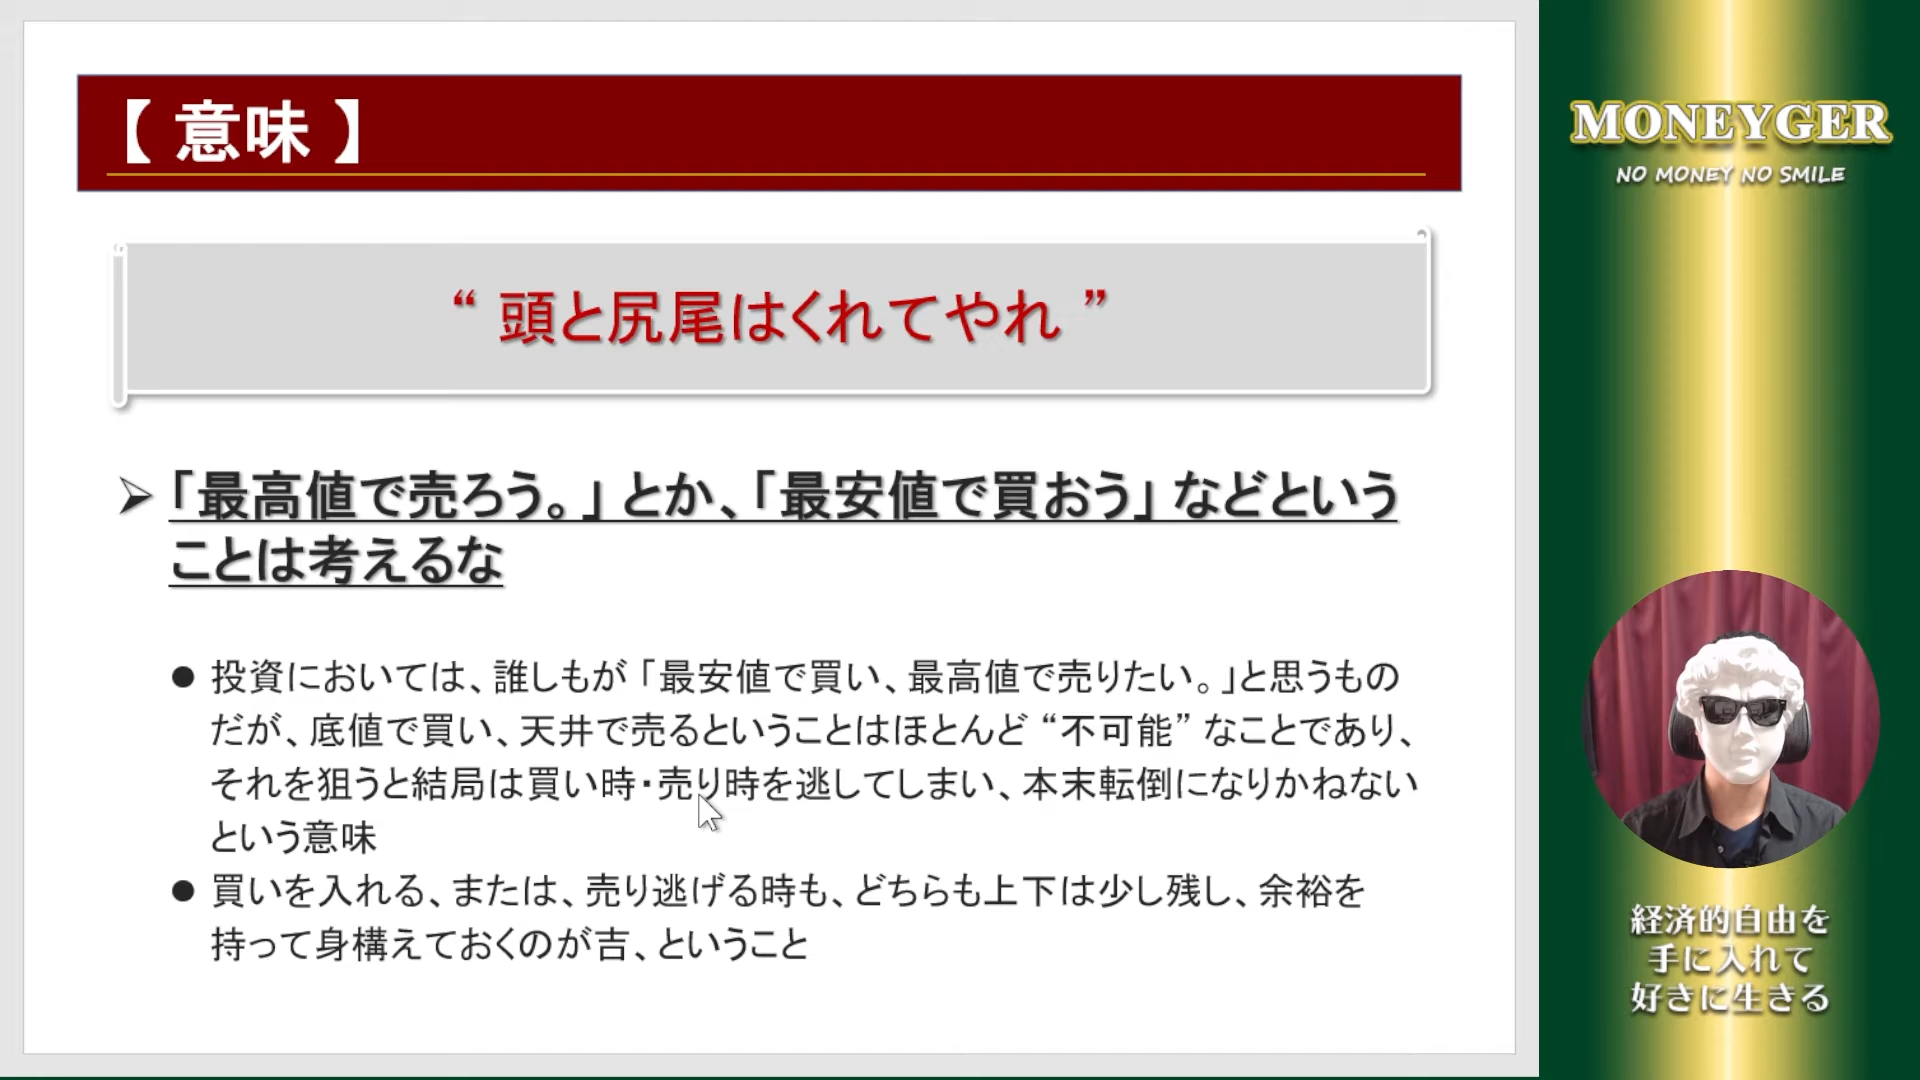 【 意味 】
“ 頭と尻尾はくれてやれ ”
➢ 「最高値で売ろう。」 とか、「最安値で買おう」 などという
ことは考えるな
● 投資においては、誰しもが 「最安値で買い、最高値で売りたい。」と思うもの
だが、底値で買い、天井で売るということはほとんど “不可能” なことであり、
それを狙うと結局は買い時・売り時を逃してしまい、本末転倒になりかねない
という意味
● 買いを入れる、または、売り逃げる時も、どちらも上下は少し残し、余裕を
持って身構えておくのが吉、ということ
MONEYGER
NO MONEY NO SMILE
経済的自由を
手に入れて
好きに生きる